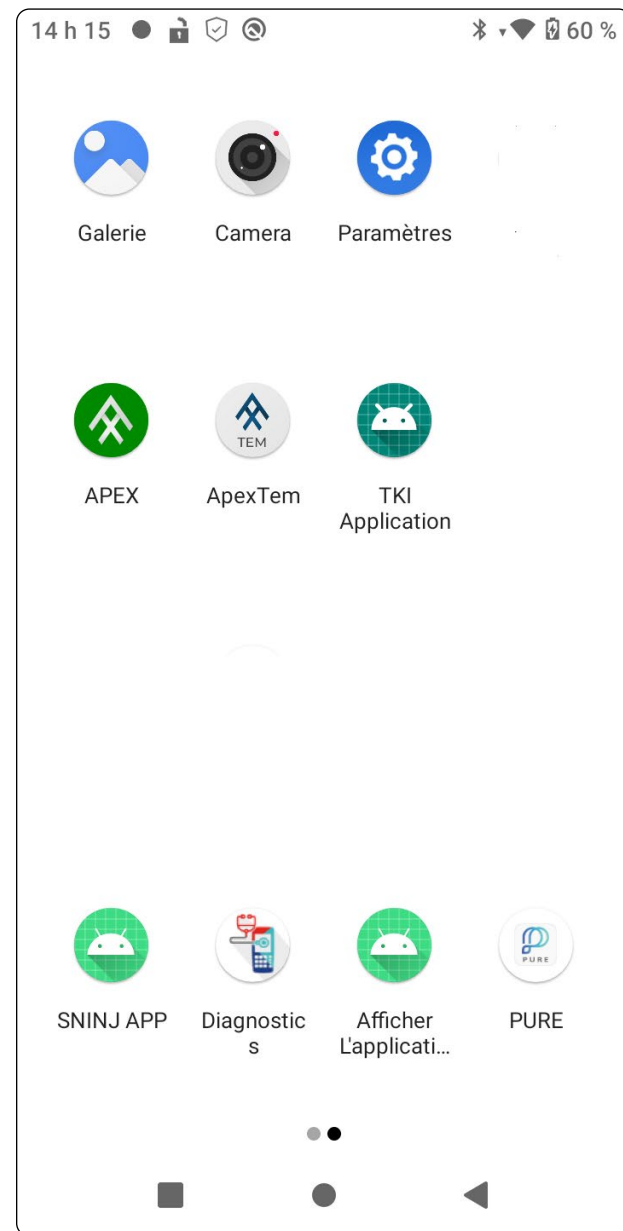 14 h 15 60 %
Galerie Camera Paramètres
TEM
APEX ApexTem TKI
Application
PURE
SNINJ APP Diagnostic Afficher PURE
s L'applicati...